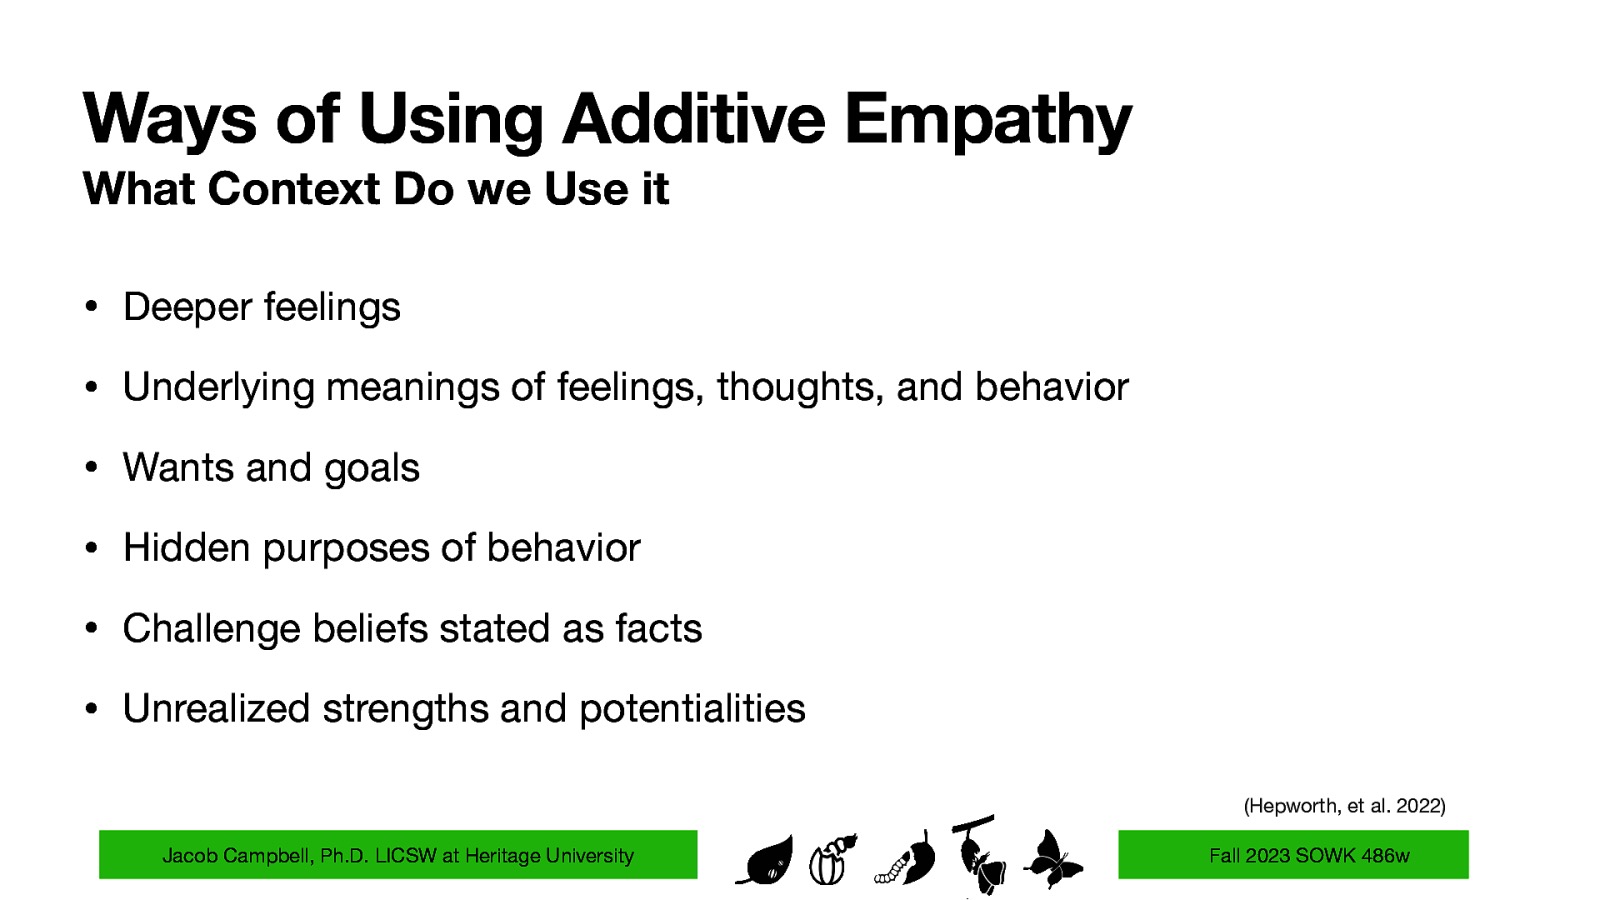 Ways of Using Additive Empathy
What Context Do we Use it
• Deeper feelings
• Underlying meanings of feelings, thoughts, and behavior
• Wants and goals
• Hidden purposes of behavior
• Challenge beliefs stated as facts
• Unrealized strengths and potentialities
(Hepworth, et al. 2022)
Jacob Campbell, Ph.D. LICSW at Heritage University
Fall 2023 SOWK 486w